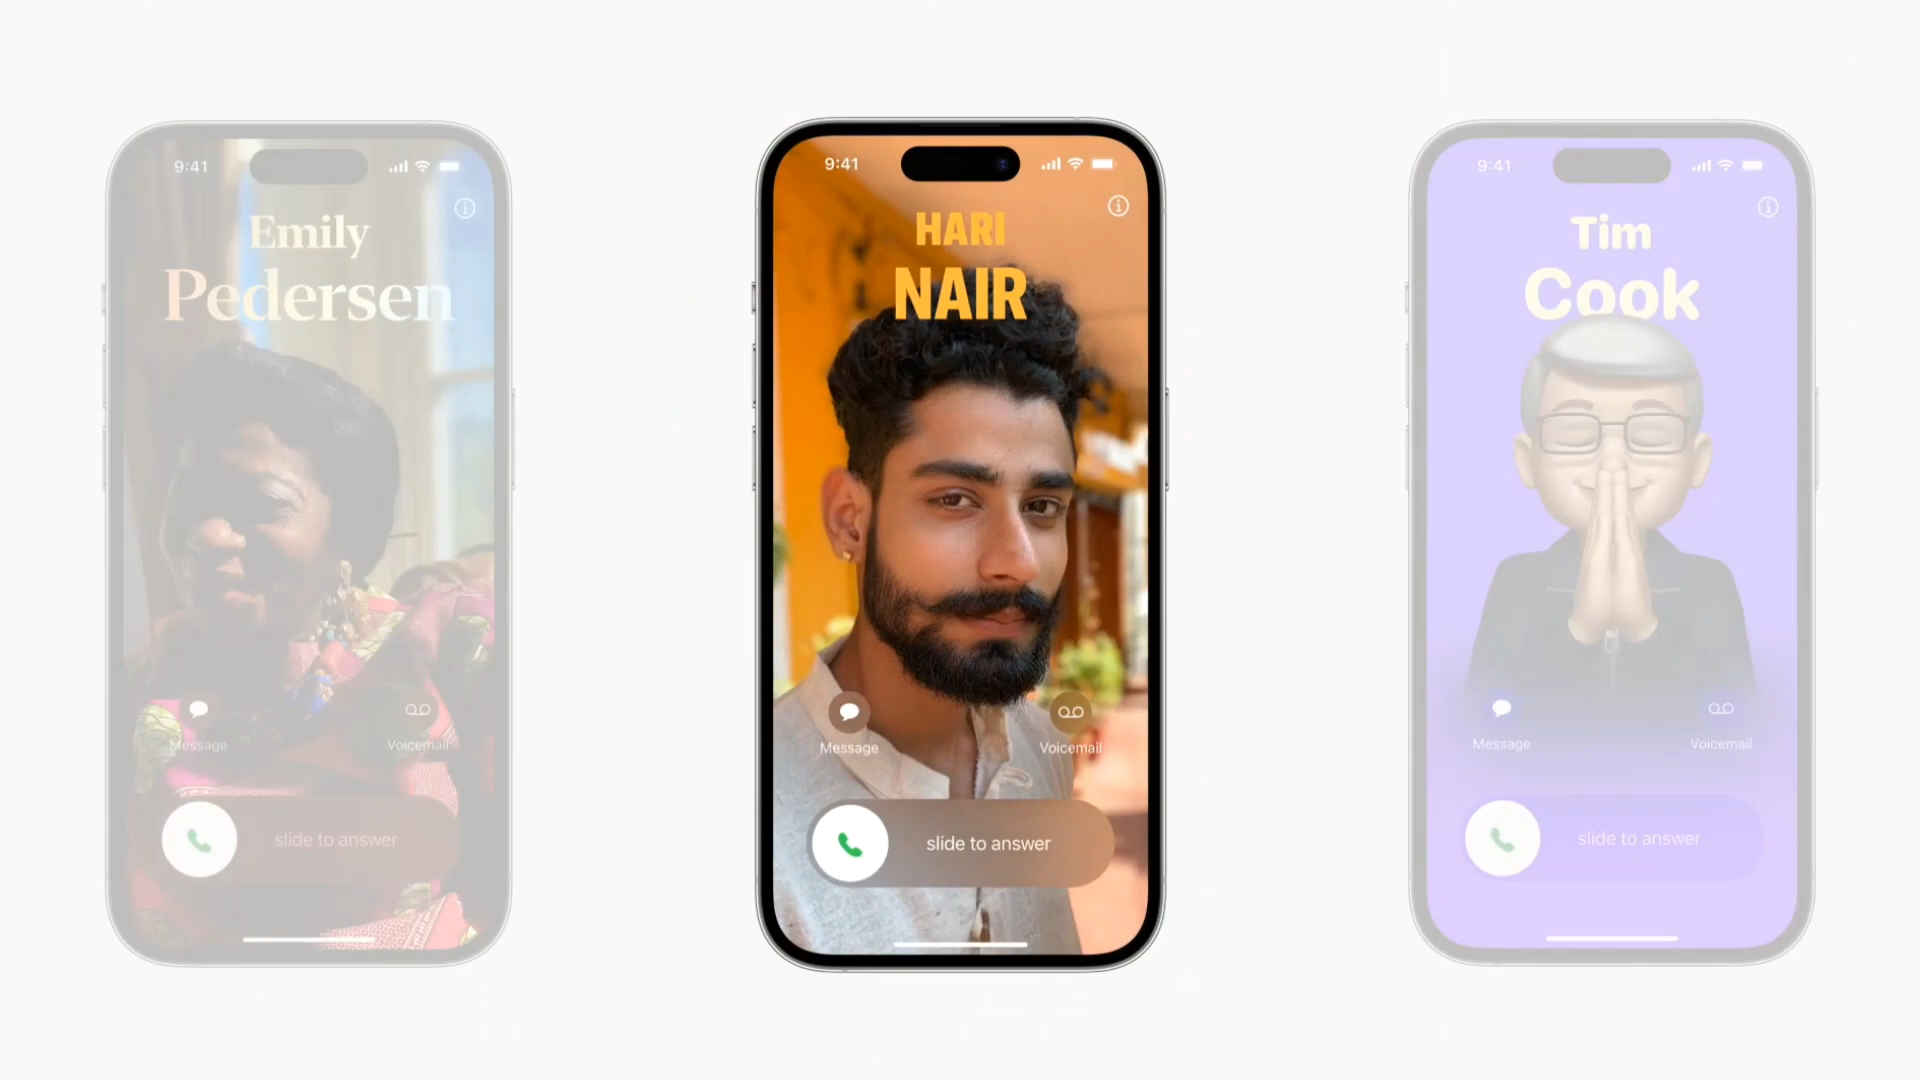 9:41
Emily
Pedersen
Message
Voicemail
slide to answer
9:41
HARI
NAIR
Message
Voicemail
slide to answer
9:41
Tim
Cook
Message
Voicemail
slide to answer